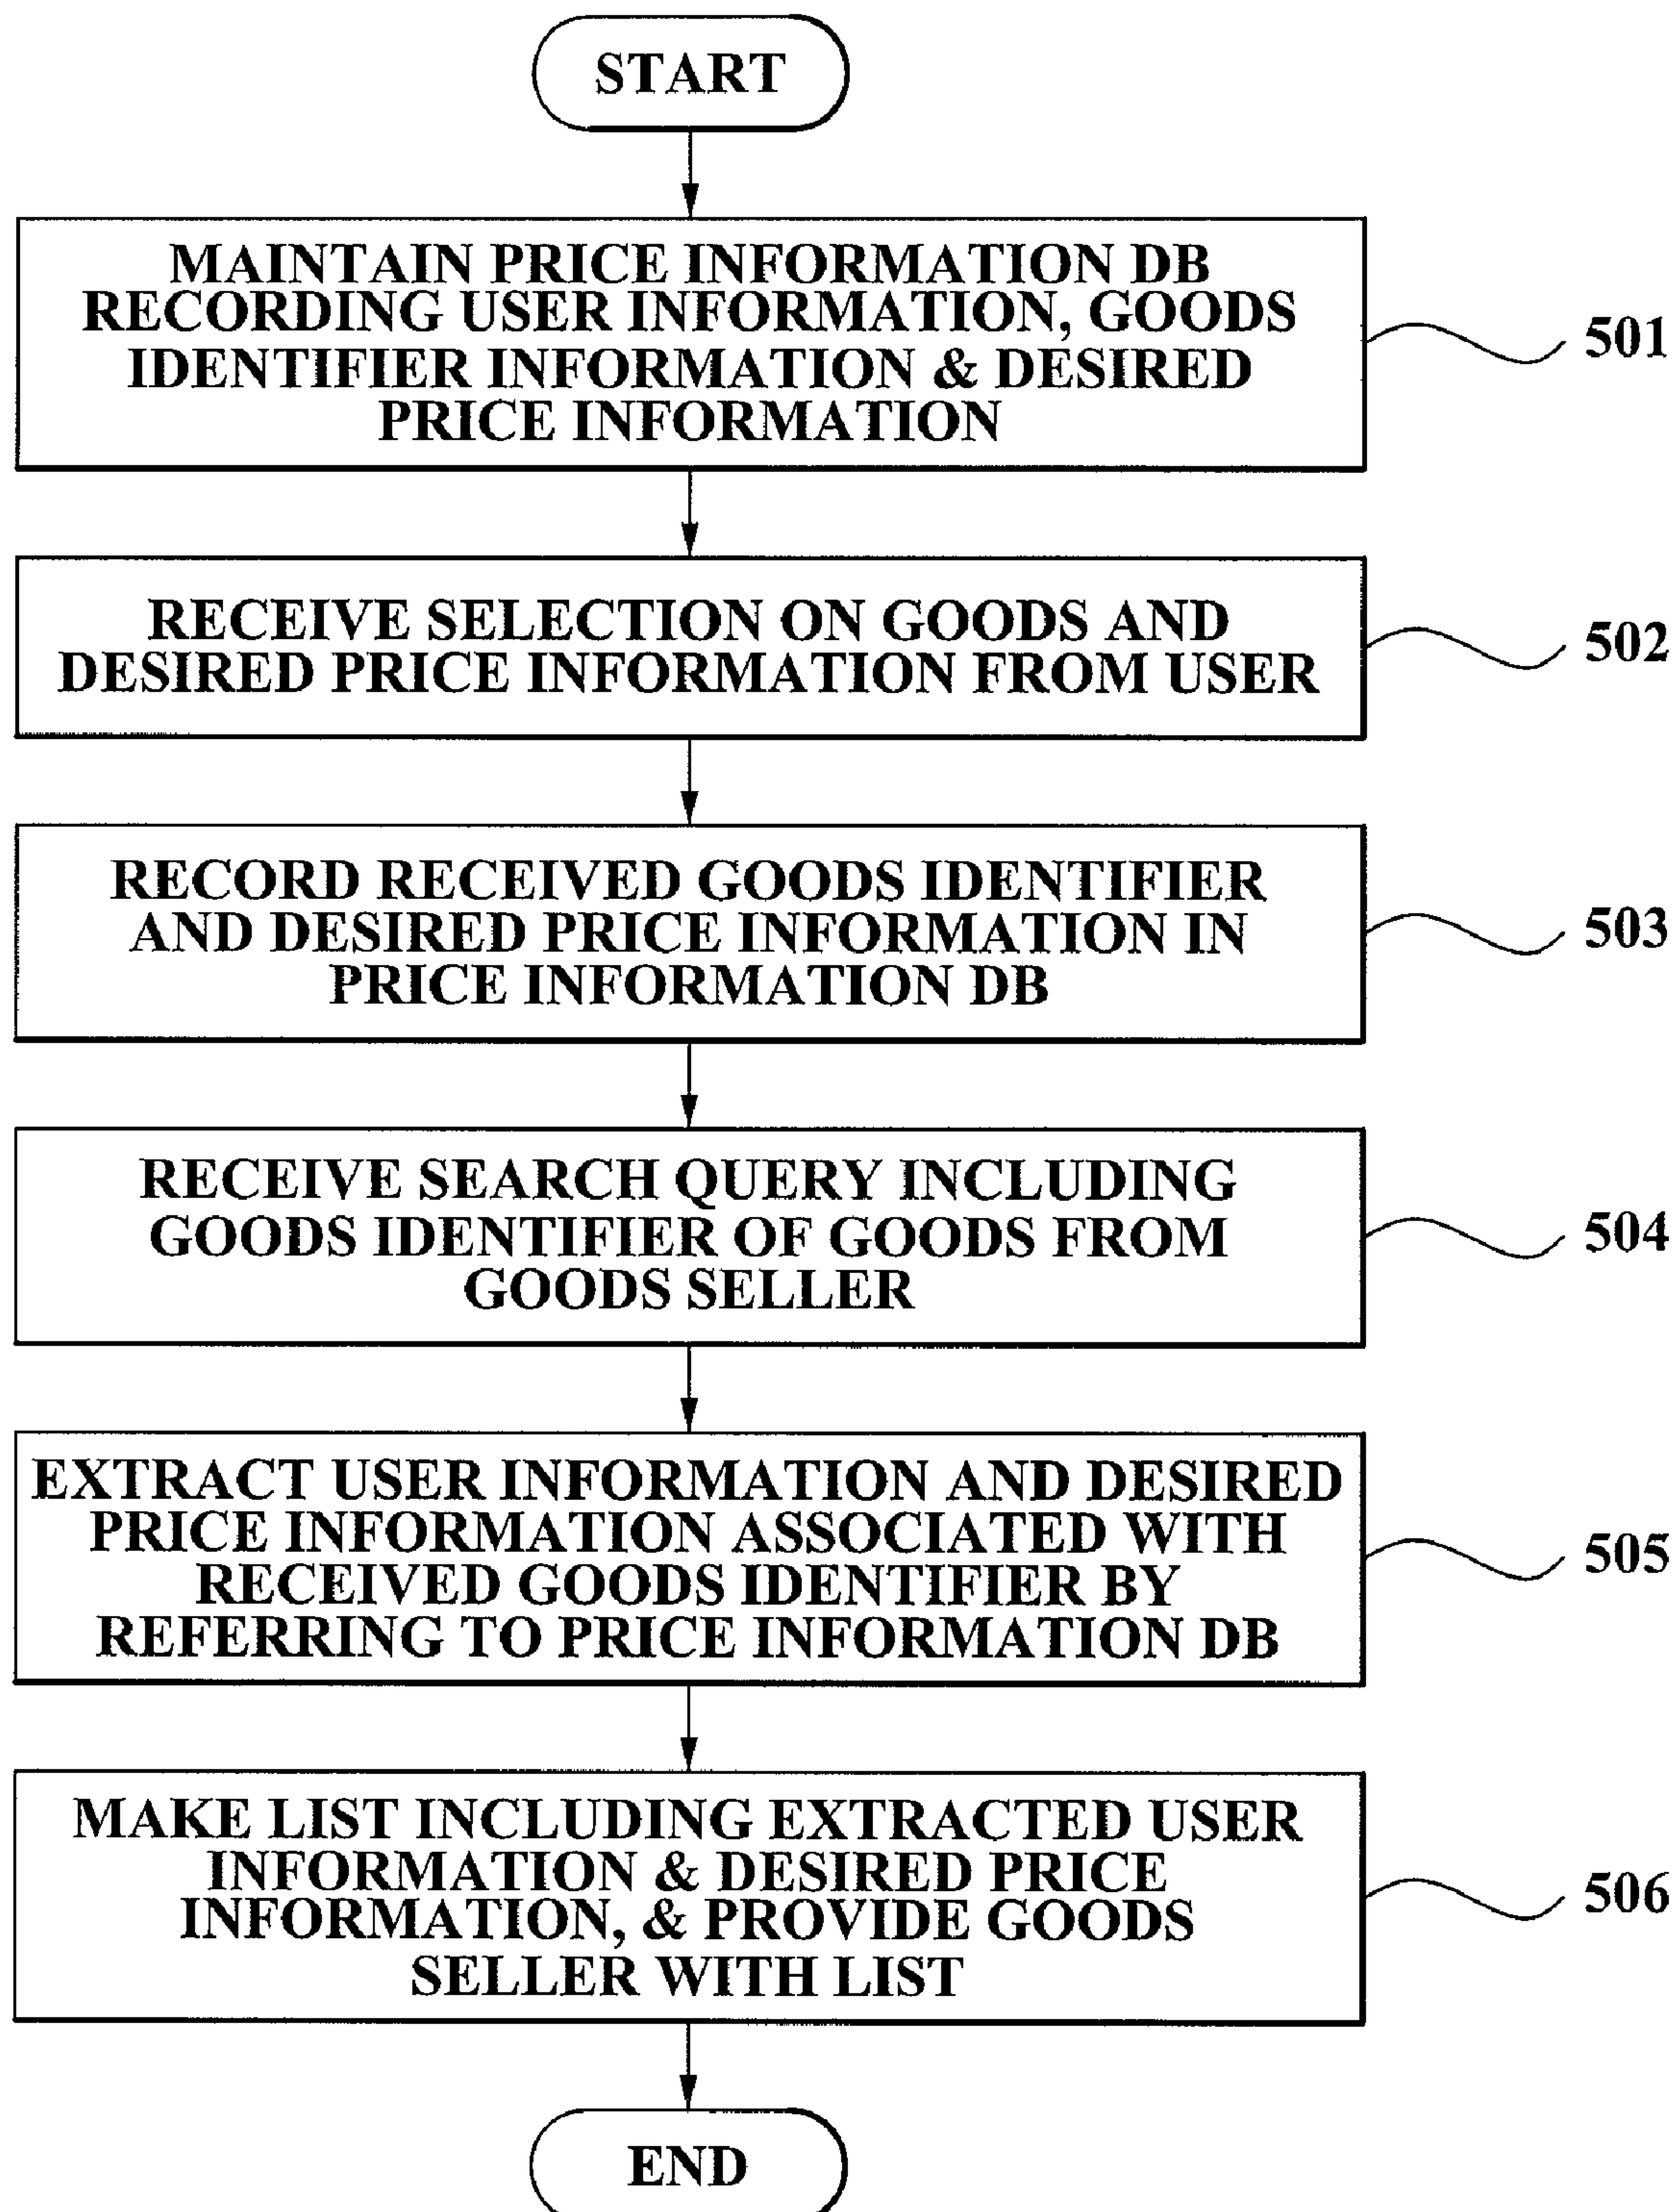 START
MAINTAIN PRICE INFORMATION DB
RECORDING USER INFORMATION, GOODS
IDENTIFIER INFORMATION & DESIRED
PRICE INFORMATION
501
RECEIVE SELECTION ON GOODS AND
DESIRED PRICE INFORMATION FROM USER
502
RECORD RECEIVED GOODS IDENTIFIER
AND DESIRED PRICE INFORMATION IN
PRICE INFORMATION DB
503
RECEIVE SEARCH QUERY INCLUDING
GOODS IDENTIFIER OF GOODS FROM
GOODS SELLER
504
EXTRACT USER INFORMATION AND DESIRED
PRICE INFORMATION ASSOCIATED WITH
RECEIVED GOODS IDENTIFIER BY
REFERRING TO PRICE INFORMATION DB
505
MAKE LIST INCLUDING EXTRACTED USER
INFORMATION & DESIRED PRICE
INFORMATION, & PROVIDE GOODS
SELLER WITH LIST
506
END